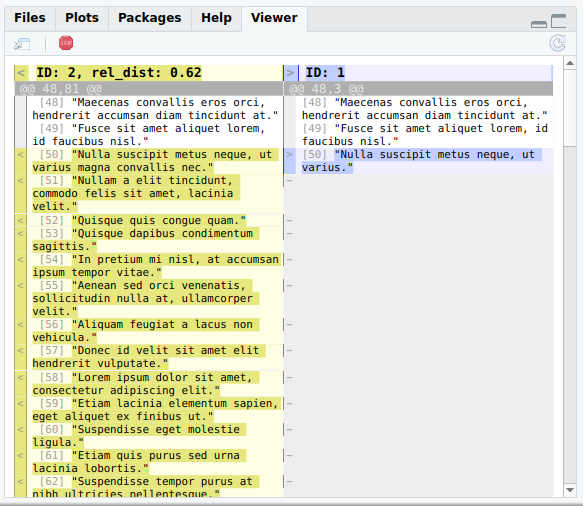 Files Plots Packages Help Viewer
STOP
< ID: 2, rel_dist: 0.62
@@ 48,81 @@
[48] "Maecenas convallis eros orci,
hendrerit accumsan diam tincidunt at."
[49] "Fusce sit amet aliquet lorem,
id faucibus nisl."
< [50] "Nulla suscipit metus neque, ut
varius magna convallis nec."
< [51] "Nullam a elit tincidunt,
commodo felis sit amet, lacinia
velit."
< [52] "Quisque quis congue quam."
< [53] "Quisque dapibus condimentum
sagittis."
< [54] "In pretium mi nisl, at accumsan
ipsum tempor vitae."
< [55] "Aenean sed orci venenatis,
sollicitudin nulla at, ullamcorper
velit."
< [56] "Aliquam feugiat a lacus non
vehicula."
< [57] "Donec id velit sit amet elit
hendrerit vulputate."
< [58] "Lorem ipsum dolor sit amet,
consectetur adipiscing elit."
< [59] "Etiam lacinia elementum sapien,
eget aliquet ex finibus ut."
< [60] "Suspendisse eget molestie
ligula."
< [61] "Etiam quis purus sed urna
lacinia lobortis."
< [62] "Suspendisse tempor purus at
nibh ultricies pellentesque."
> ID: 1
@@ 48,3 @@
[48] "Maecenas convallis eros orci,
hendrerit accumsan diam tincidunt at."
[49] "Fusce sit amet aliquet lorem, id
faucibus nisl."
> [50] "Nulla suscipit metus neque, ut
varius."
~
~
~
~
~
~
~
~
~
~
~
~